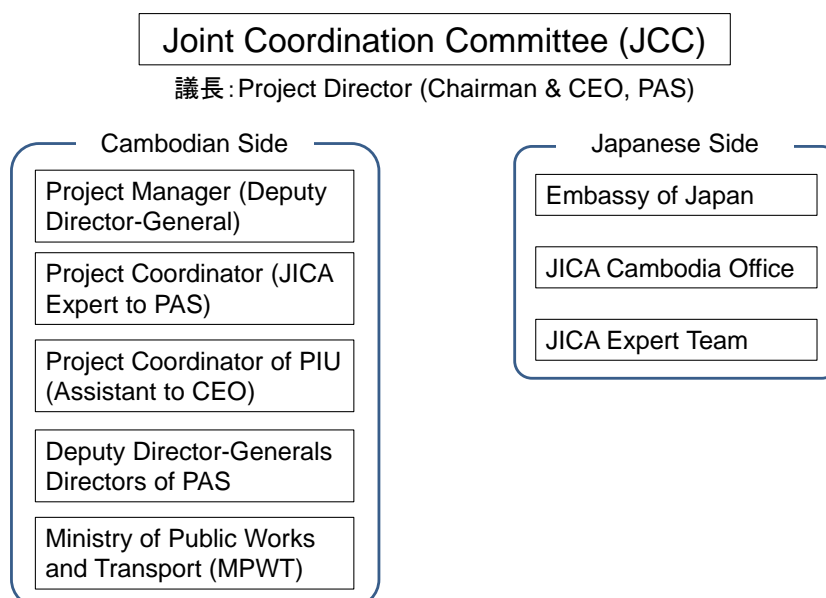 Joint Coordination Committee (JCC)
議長：Project Director (Chairman & CEO, PAS)
Cambodian Side
Project Manager (Deputy
Director-General)
Project Coordinator (JICA
Expert to PAS)
Project Coordinator of PIU
(Assistant to CEO)
Deputy Director-Generals
Directors of PAS
Ministry of Public Works
and Transport (MPWT)
Japanese Side
Embassy of Japan
JICA Cambodia Office
JICA Expert Team